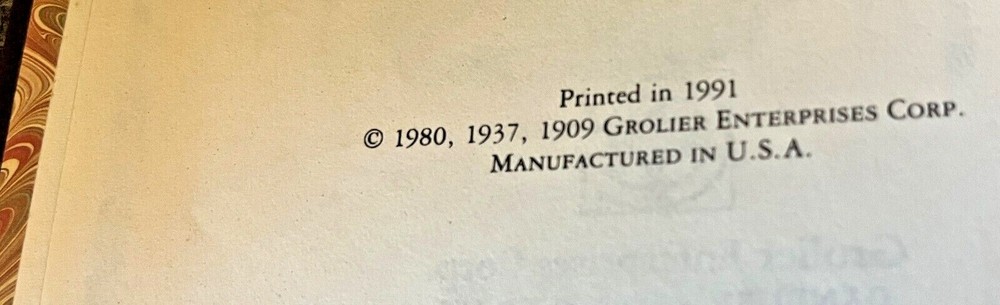 Printed in 1991
© 1980, 1937, 1909 GROLIER ENTERPRISES CORP.
MANUFACTURED IN U.S.A.